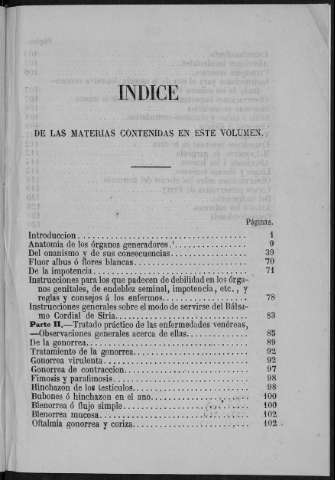 INDICE
DE LAS MATERIAS CONTENIDAS EN ESTE VOLUMEN.
Páginas.
Introduccion 1
Anatomía de los órganos generadores 9
Del onanismo y de sus consecuencias 39
Fluor albus ó flores blancas 70
De la impotencia 71
Instrucciones para los que padecen de debilidad en los órga-
nos genitales, de endeblez seminal, impotencia, etc., y
reglas y consejos á los enfermos 78
Instrucciones generales sobre el modo de servirse del Bálsa-
mo Cordial de Siria 83
Parte II.—Tratado práctico de las enfermedades venéreas,
—Observaciones generales acerca de ellas 85
De la gonorrea 89
Tratamiento de la gonorrea 92
Gonorrea virulenta 92
Gonorrea de contraccion 97
Fimosis y parafimosis 98
Hinchazon de los testículos 98
Bubones ó hinchazon en el ano 100
Blenorrea ó flujo simple 100
Blenorrea mucosa 102
Oftalmía gonorrea y coriza 102